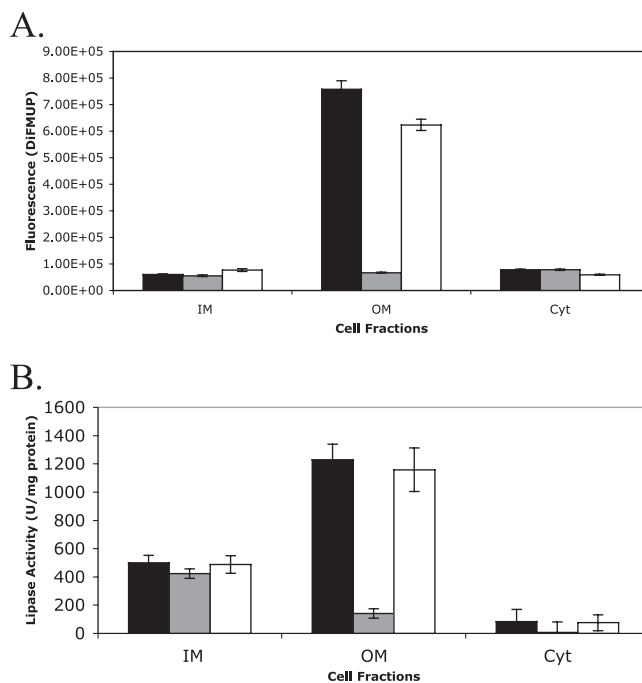 A.
9.00E+05
8.00E+05
7.00E+05
6.00E+05
5.00E+05
4.00E+05
3.00E+05
2.00E+05
1.00E+05
0.00E+00
Fluorescence (DiFMUP)
IM OM Cyt
Cell Fractions
B.
1600
1400
1200
1000
800
600
400
200
0
Lipase Activity (U/mg protein)
IM OM Cyt
Cell Fractions